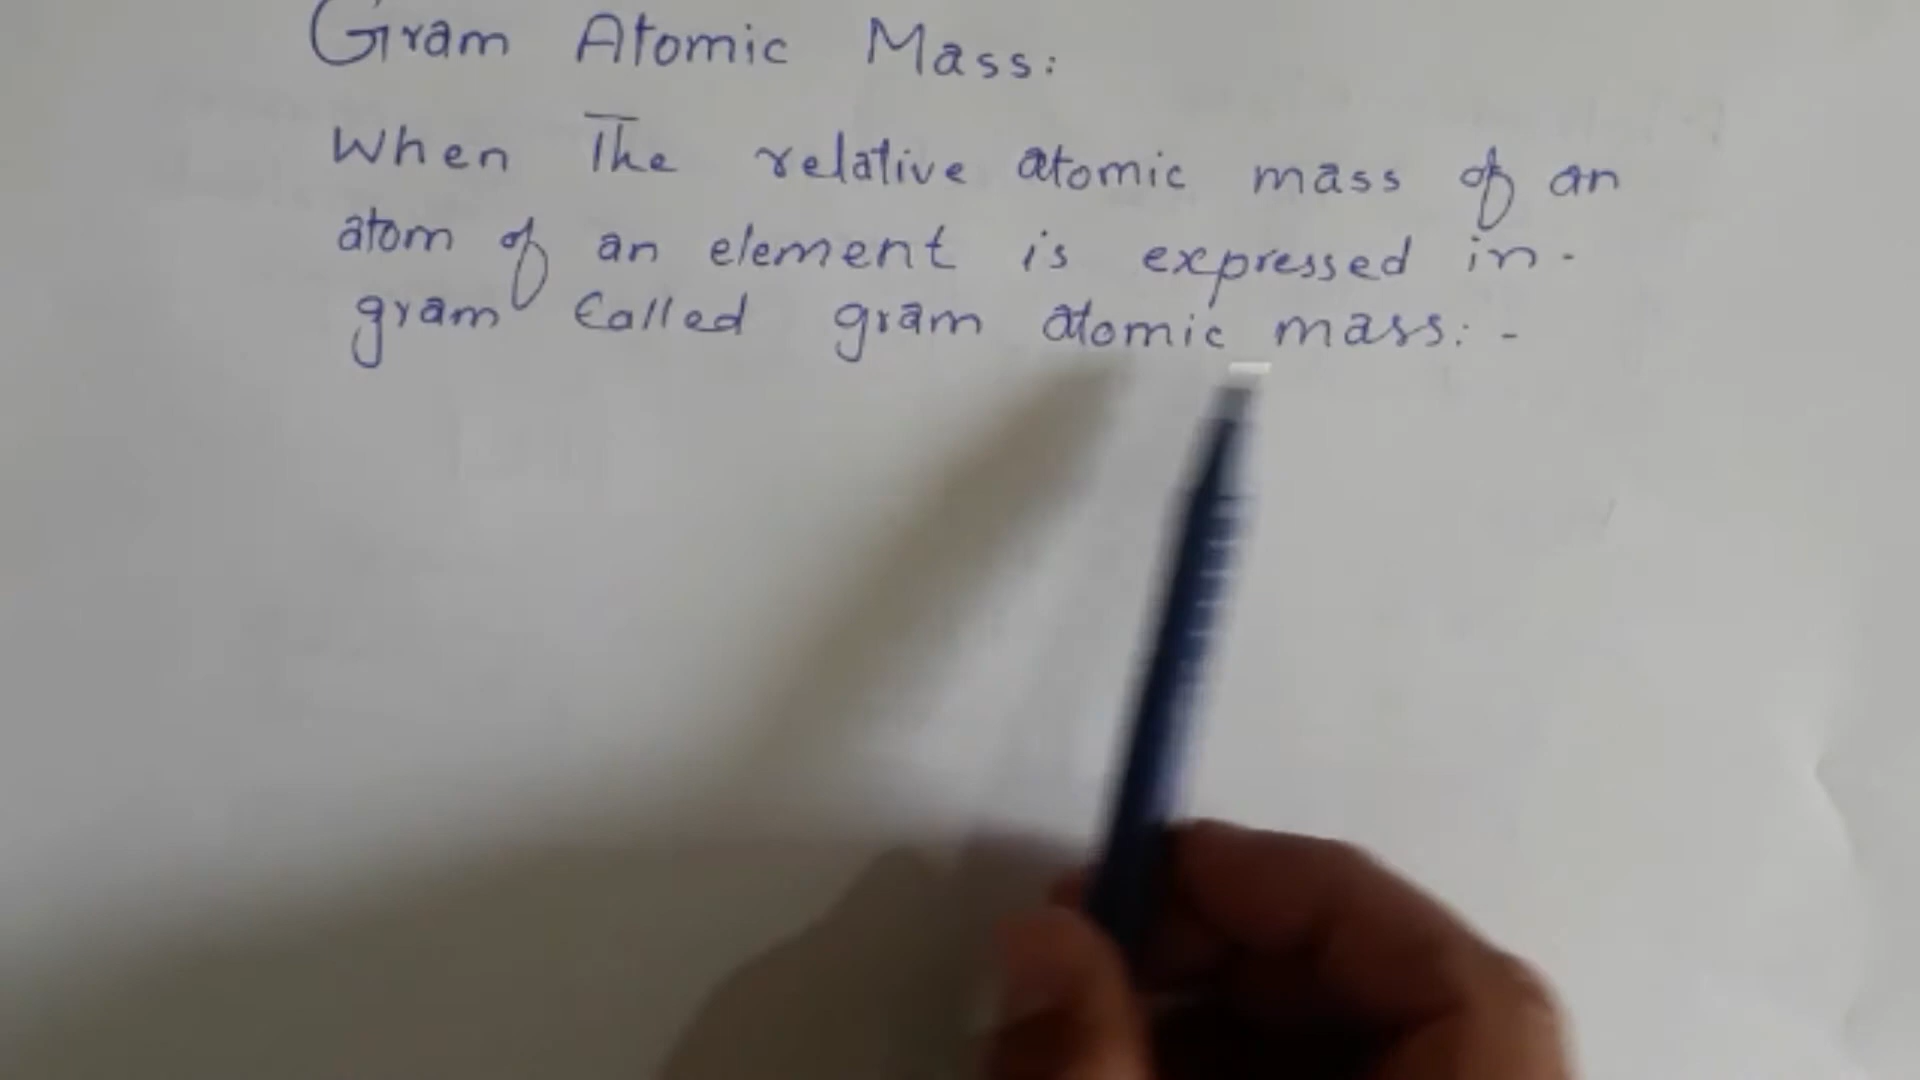 Gram Atomic Mass:
When The relative atomic mass of an
atom of an element is expressed in -
gram Called gram atomic mass: -